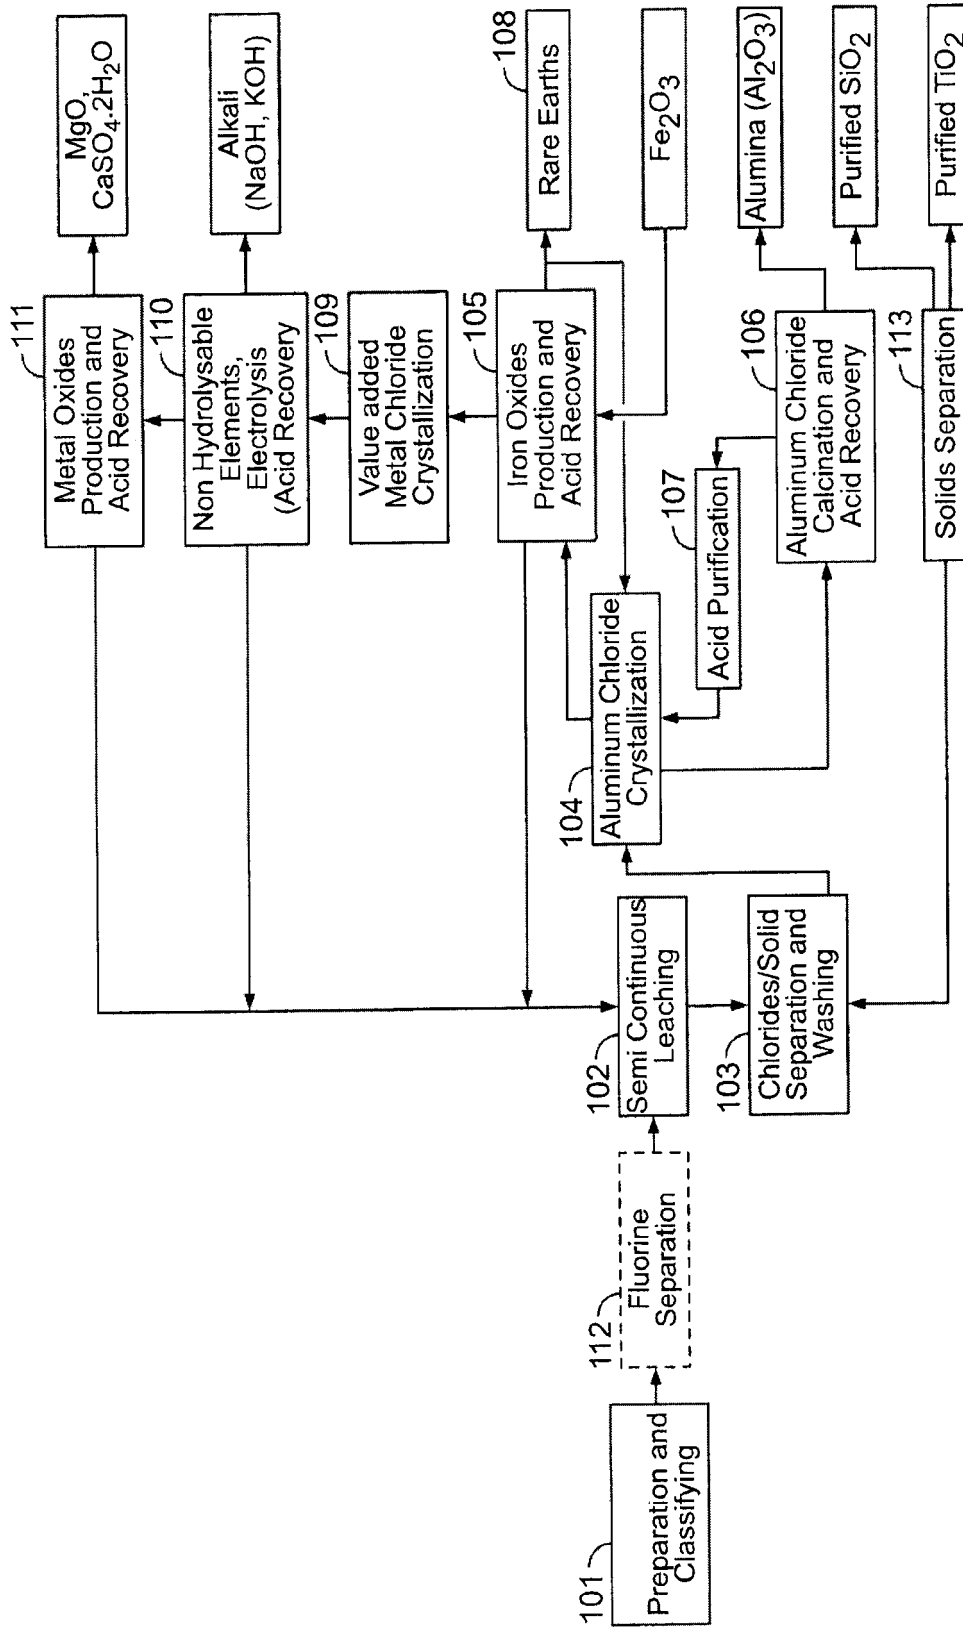 101
Preparation and
Classifying
112
Fluorine
Separation
102
Semi Continuous
Leaching
103
Chlorides/Solid
Separation and
Washing
104
Aluminum Chloride
Crystallization
107
Acid Purification
111
Metal Oxides
Production and
Acid Recovery
110
Non Hydrolysable
Elements,
Electrolysis
(Acid Recovery
109
Value added
Metal Chloride
Crystallization
105
Iron Oxides
Production and
Acid Recovery
106
Aluminum Chloride
Calcination and
Acid Recovery
113
Solids Separation
MgO,
CaSO₄.2H₂O
Alkali
(NaOH, KOH)
108
Rare Earths
Fe₂O₃
Alumina (Al₂O₃)
Purified SiO₂
Purified TiO₂